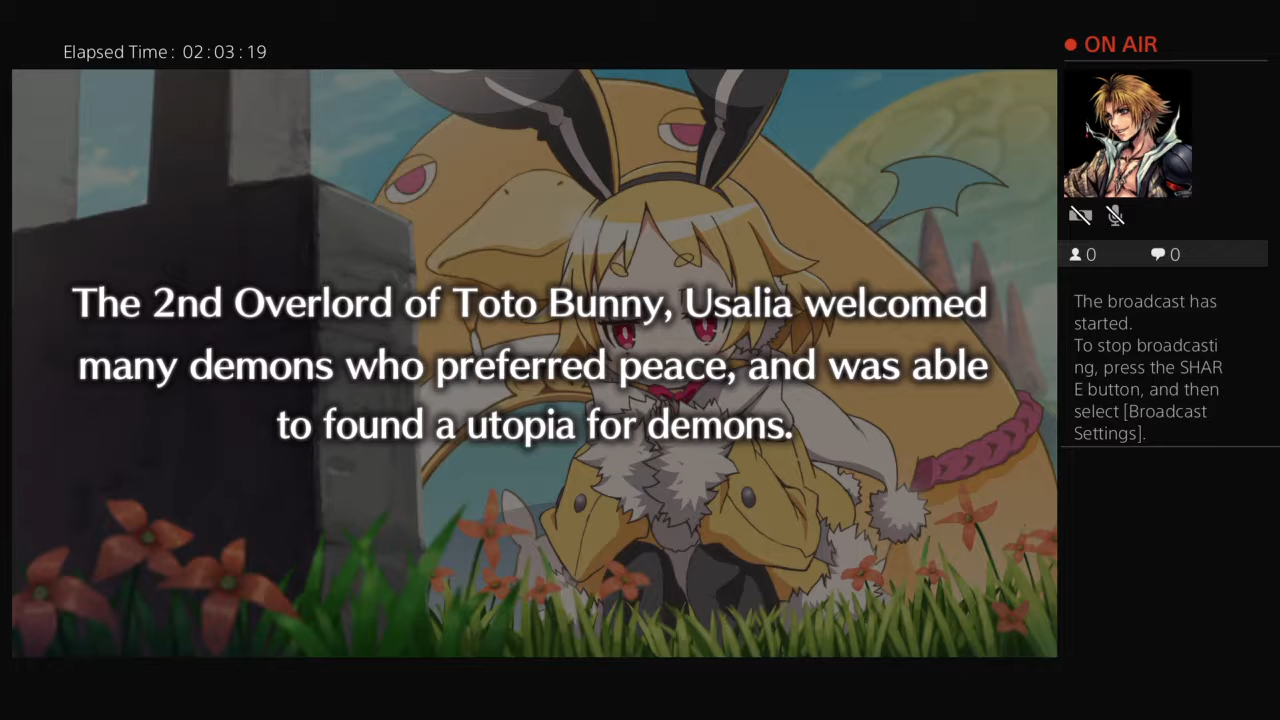 Elapsed Time: 02:03:19
ON AIR
The 2nd Overlord of Toto Bunny, Usalia welcomed
many demons who preferred peace, and was able
to found a utopia for demons.
0 0
The broadcast has
started.
To stop broadcasti
ng, press the SHAR
E button, and then
select [Broadcast
Settings].